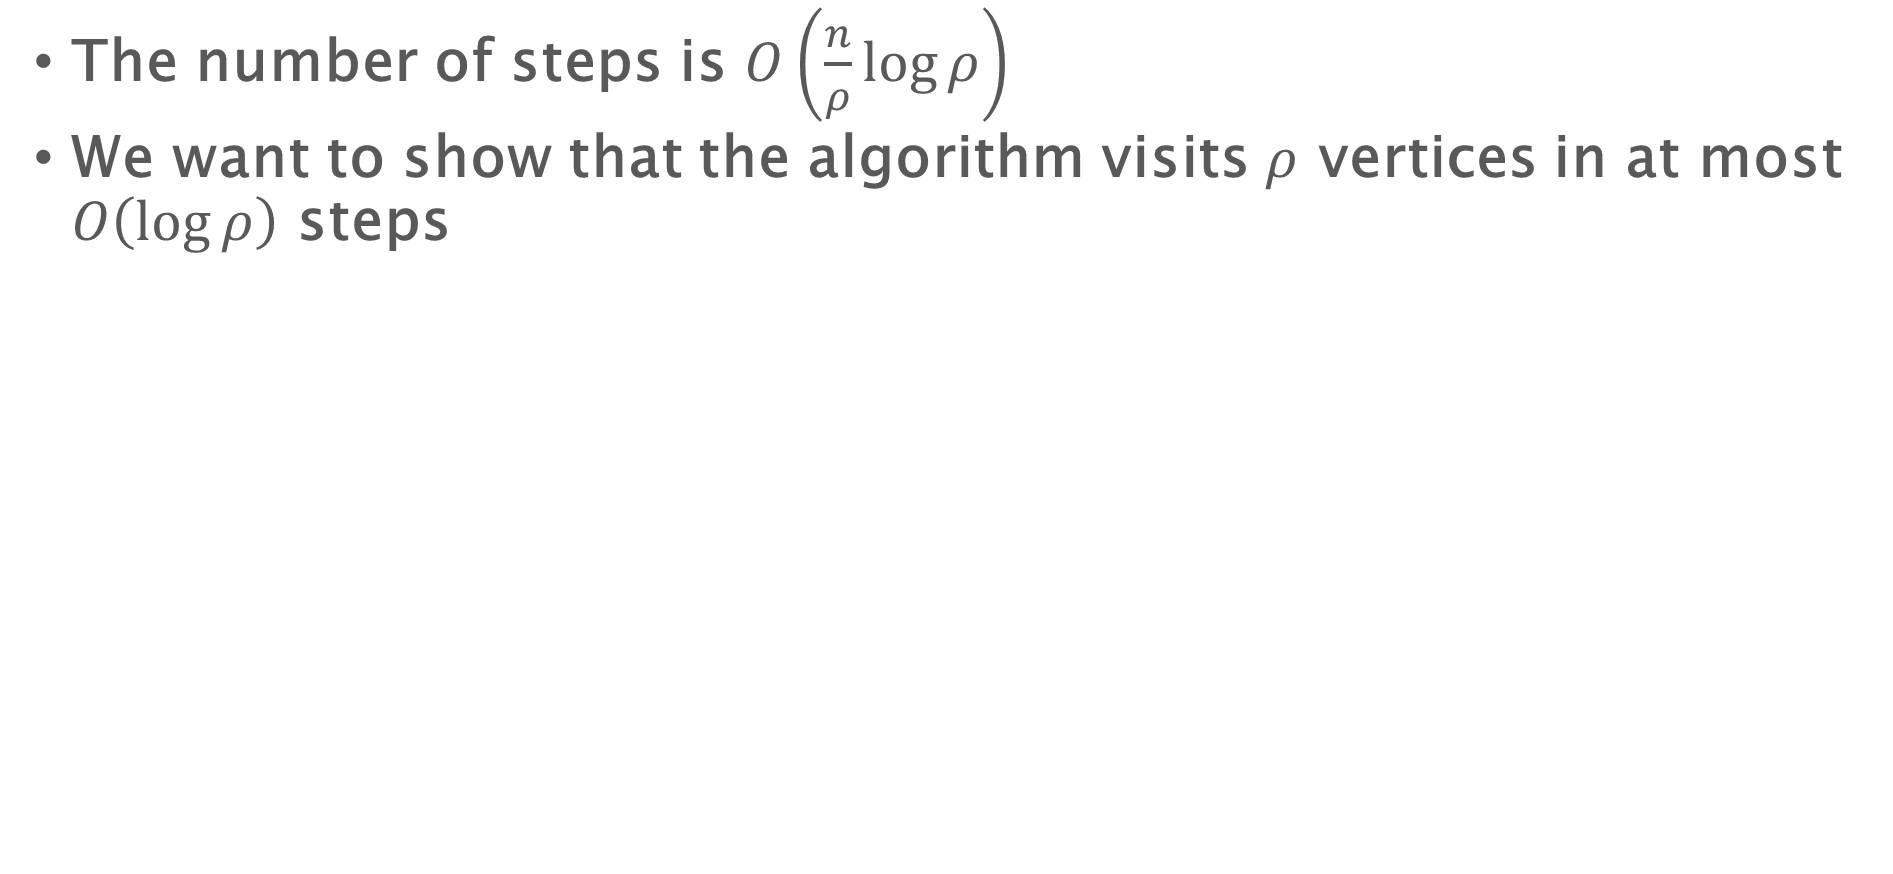 • The number of steps is O(n/ρ log ρ)
• We want to show that the algorithm visits ρ vertices in at most
O(log ρ) steps